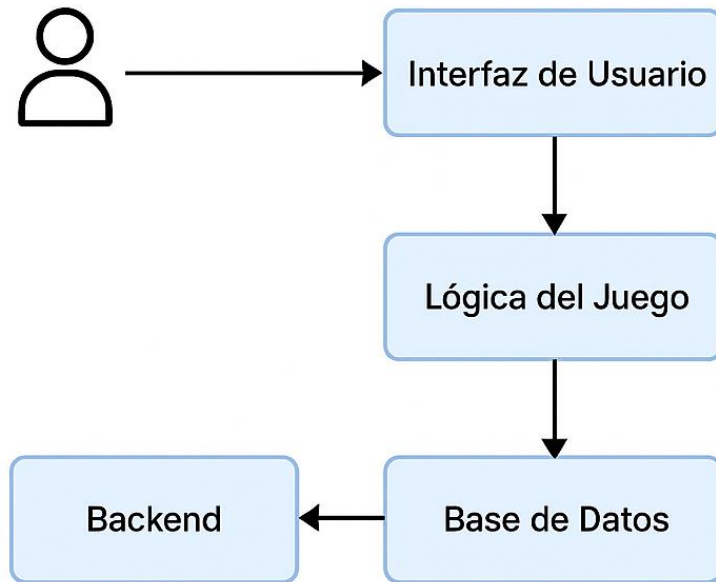 Interfaz de Usuario
Lógica del Juego
Backend
Base de Datos